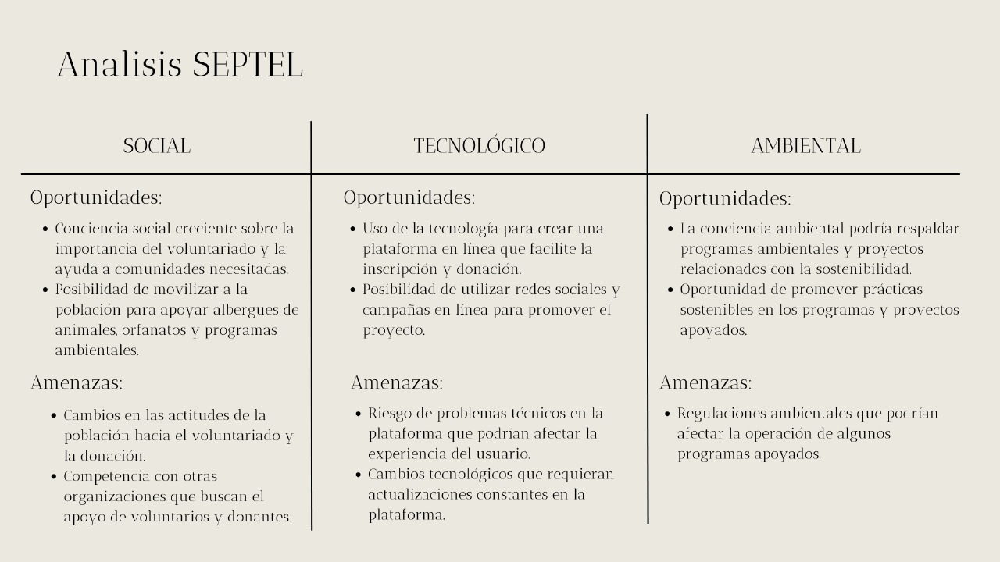 Analisis SEPTEL
SOCIAL
Oportunidades:
• Conciencia social creciente sobre la
importancia del voluntariado y la
ayuda a comunidades necesitadas.
• Posibilidad de movilizar a la
población para apoyar albergues de
animales, orfanatos y programas
ambientales.
Amenazas:
• Cambios en las actitudes de la
población hacia el voluntariado y
la donación.
• Competencia con otras
organizaciones que buscan el
apoyo de voluntarios y donantes.
TECNOLÓGICO
Oportunidades:
• Uso de la tecnología para crear una
plataforma en línea que facilite la
inscripción y donación.
• Posibilidad de utilizar redes sociales y
campañas en línea para promover el
proyecto.
Amenazas:
• Riesgo de problemas técnicos en la
plataforma que podrían afectar la
experiencia del usuario.
• Cambios tecnológicos que requieran
actualizaciones constantes en la
plataforma.
AMBIENTAL
Oportunidades:
• La conciencia ambiental podría respaldar
programas ambientales y proyectos
relacionados con la sostenibilidad.
• Oportunidad de promover prácticas
sostenibles en los programas y proyectos
apoyados.
Amenazas:
• Regulaciones ambientales que podrían
afectar la operación de algunos
programas apoyados.